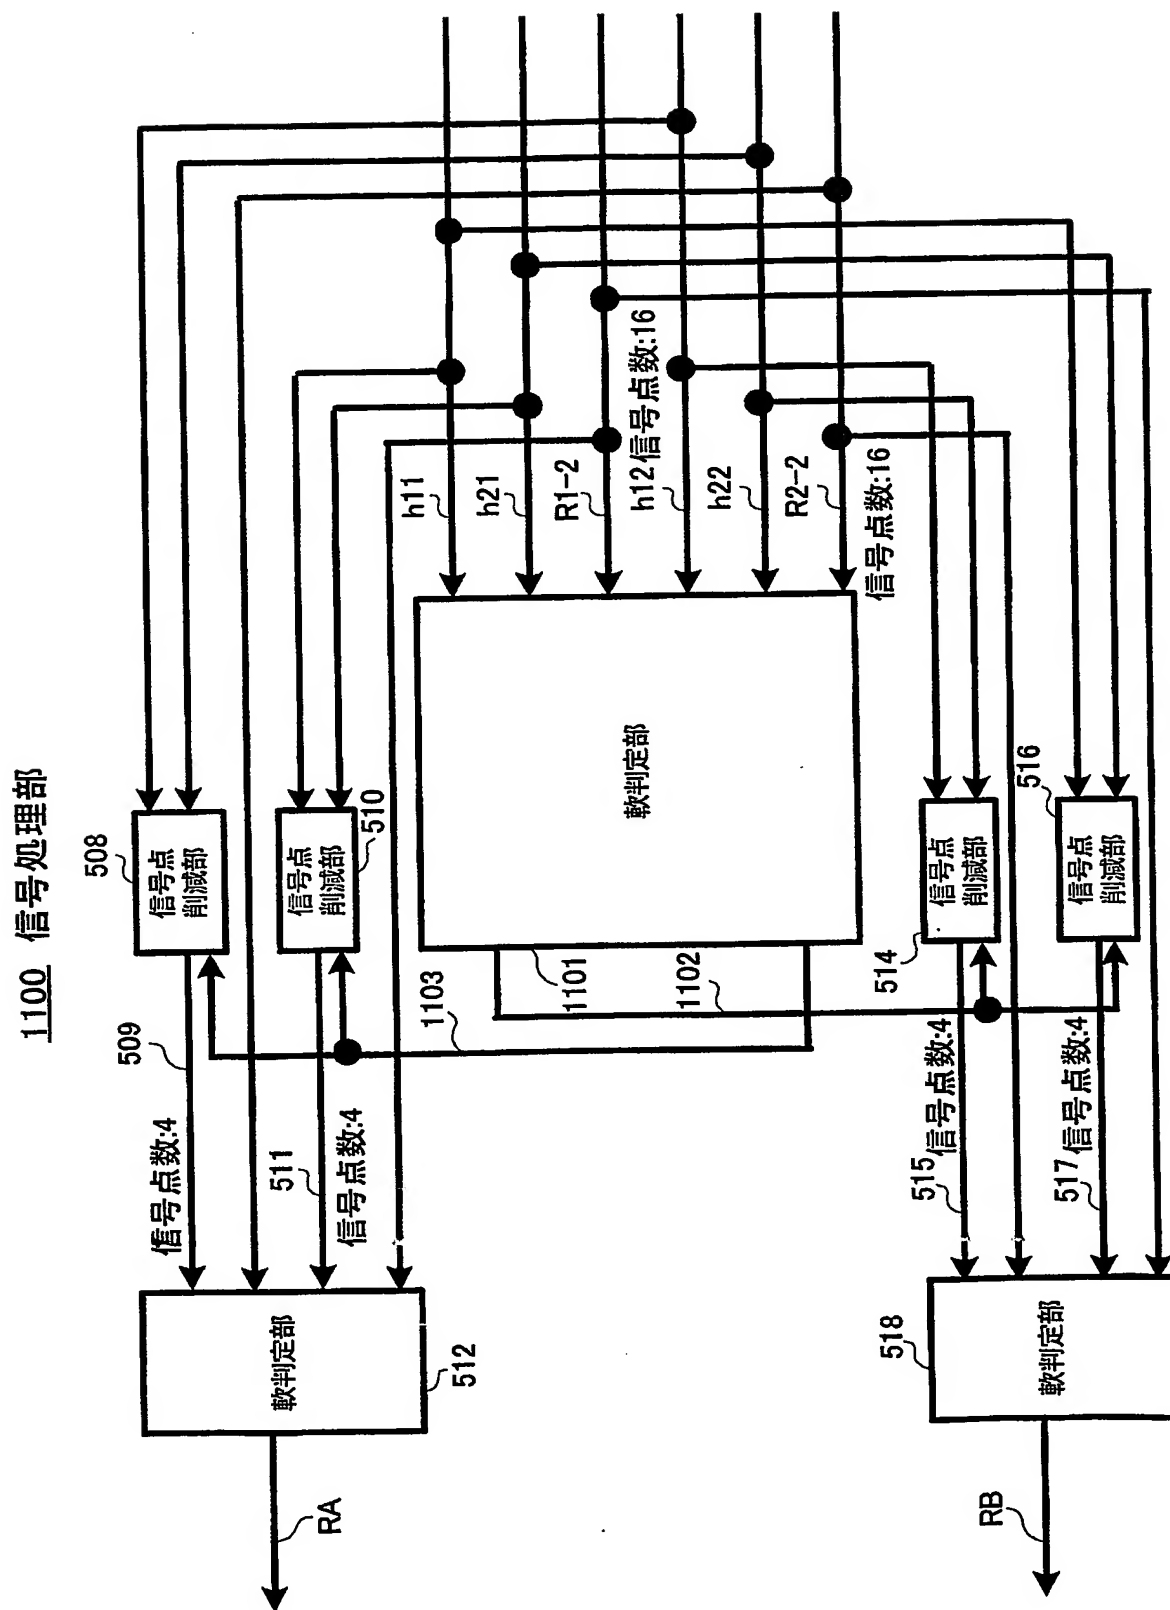 1100 信号処理部
508
信号点
削減部
509
信号点数:4
510
信号点
削減部
511
信号点数:4
軟判定部
512
RA
h11
h21
R1-2
h12
信号点数:16
h22
R2-2
信号点数:16
軟判定部
1101
1102
1103
514
信号点
削減部
515
信号点数:4
516
信号点
削減部
517
信号点数:4
518
軟判定部
RB